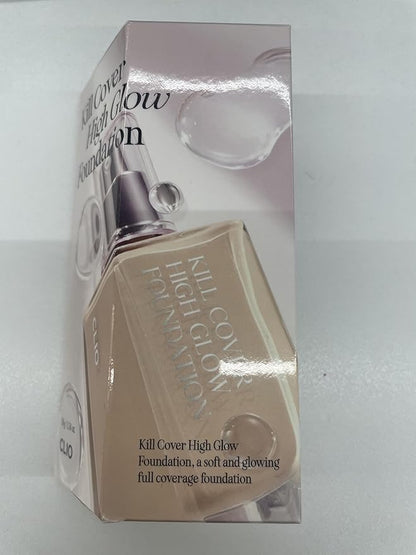 Kill Cover
High Glow
Foundation
KILL COVER
HIGH GLOW
FOUNDATION
CLIO
CLIO
Kill Cover High Glow
Foundation, a soft and glowing
full coverage foundation